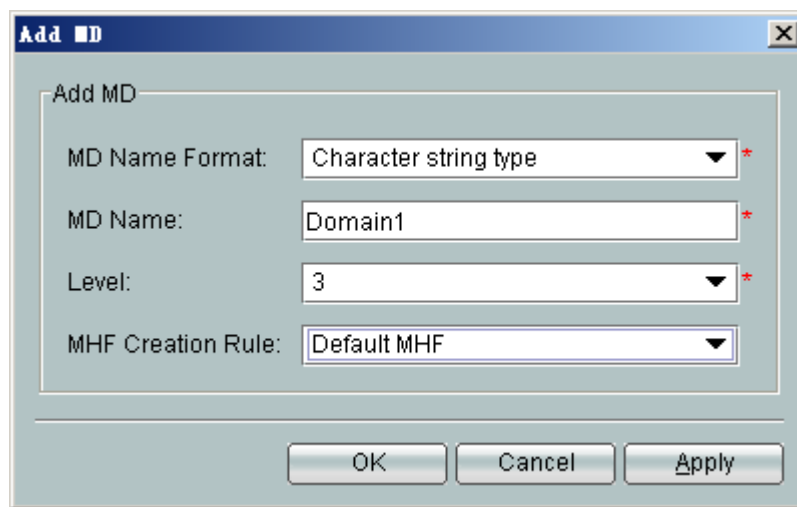 Add MD
Add MD
MD Name Format: Character string type *
MD Name: Domain1 *
Level: 3 *
MHF Creation Rule: Default MHF
OK Cancel Apply